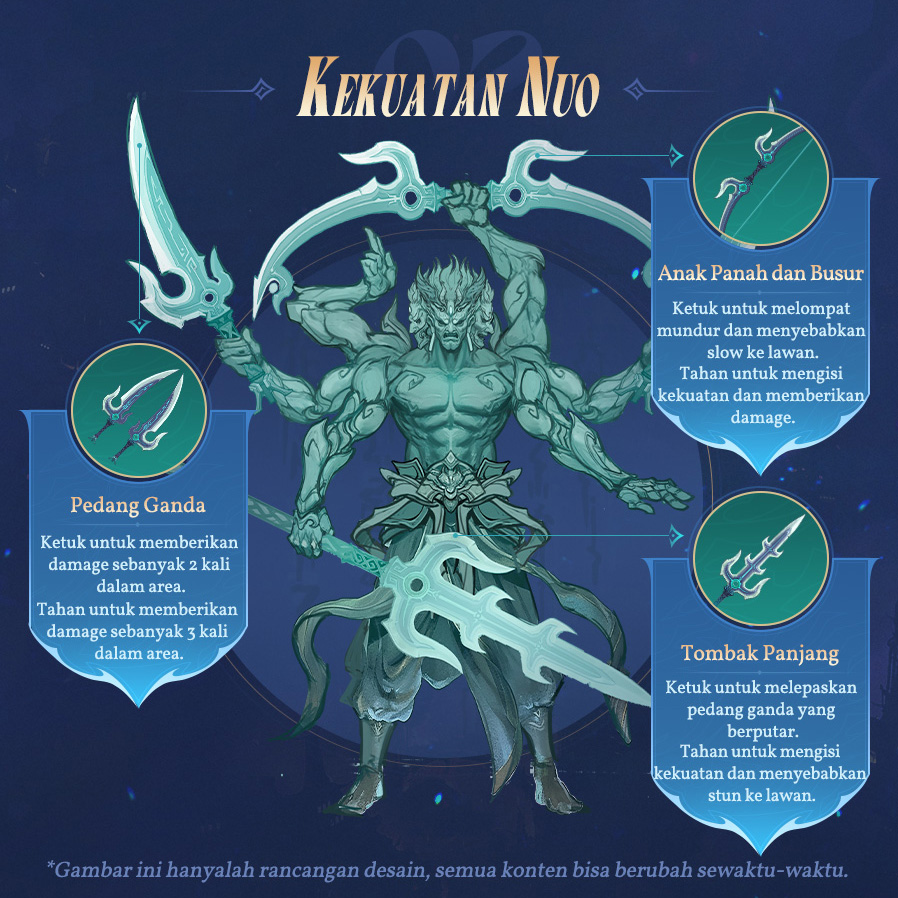 KEKUATAN NUO
Anak Panah dan Busur
Ketuk untuk melompat
mundur dan menyebabkan
slow ke lawan.
Tahan untuk mengisi
kekuatan dan memberikan
damage.
Pedang Ganda
Ketuk untuk memberikan
damage sebanyak 2 kali
dalam area.
Tahan untuk memberikan
damage sebanyak 3 kali
dalam area.
Tombak Panjang
Ketuk untuk melepaskan
pedang ganda yang
berputar.
Tahan untuk mengisi
kekuatan dan menyebabkan
stun ke lawan.
*Gambar ini hanyalah rancangan desain, semua konten bisa berubah sewaktu-waktu.